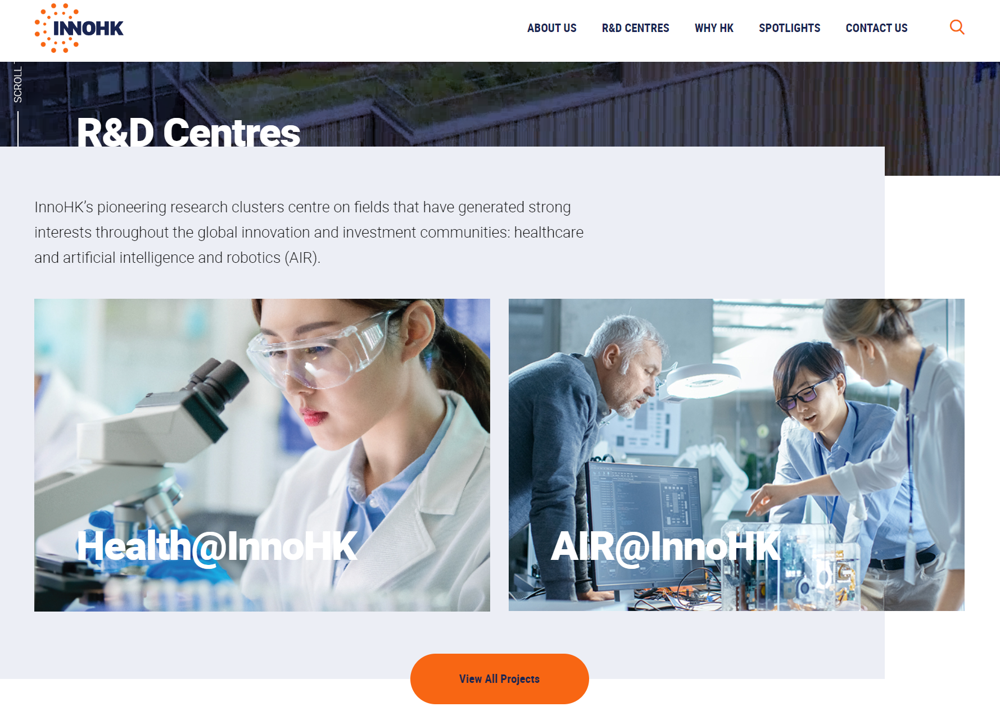 INNOHK
ABOUT US
R&D CENTRES
WHY HK
SPOTLIGHTS
CONTACT US
SCROLL
R&D Centres
InnoHK’s pioneering research clusters centre on fields that have generated strong
interests throughout the global innovation and investment communities: healthcare
and artificial intelligence and robotics (AIR).
Health@InnoHK
AIR@InnoHK
View All Projects